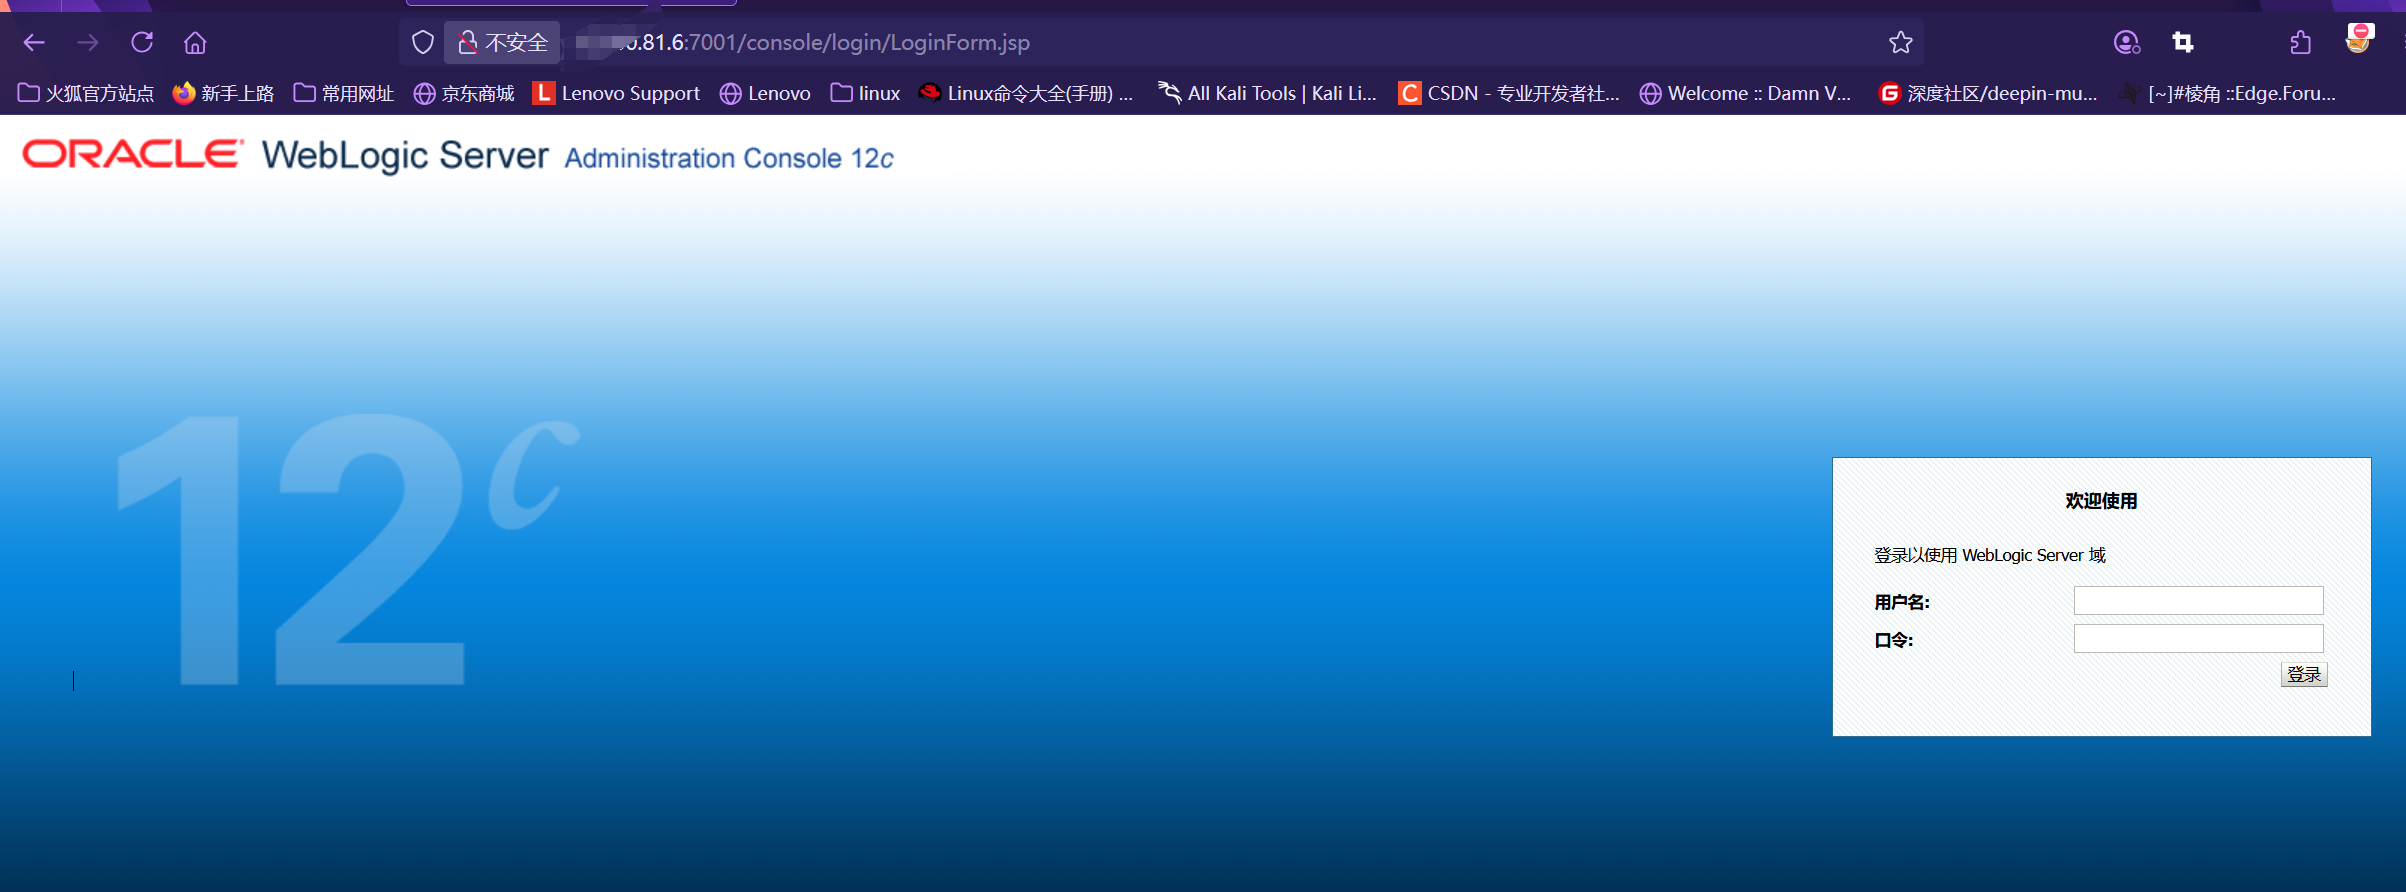 不安全 0.81.6:7001/console/login/LoginForm.jsp
火狐官方站点 新手上路 常用网址 京东商城 L Lenovo Support Lenovo linux Linux命令大全(手册) ... All Kali Tools | Kali Li... C CSDN - 专业开发者社... Welcome :: Damn V... G 深度社区/deepin-mu... [~]#棱角 ::Edge.Foru...
ORACLE WebLogic Server Administration Console 12c
12c
欢迎使用
登录以使用 WebLogic Server 域
用户名:
口令:
登录